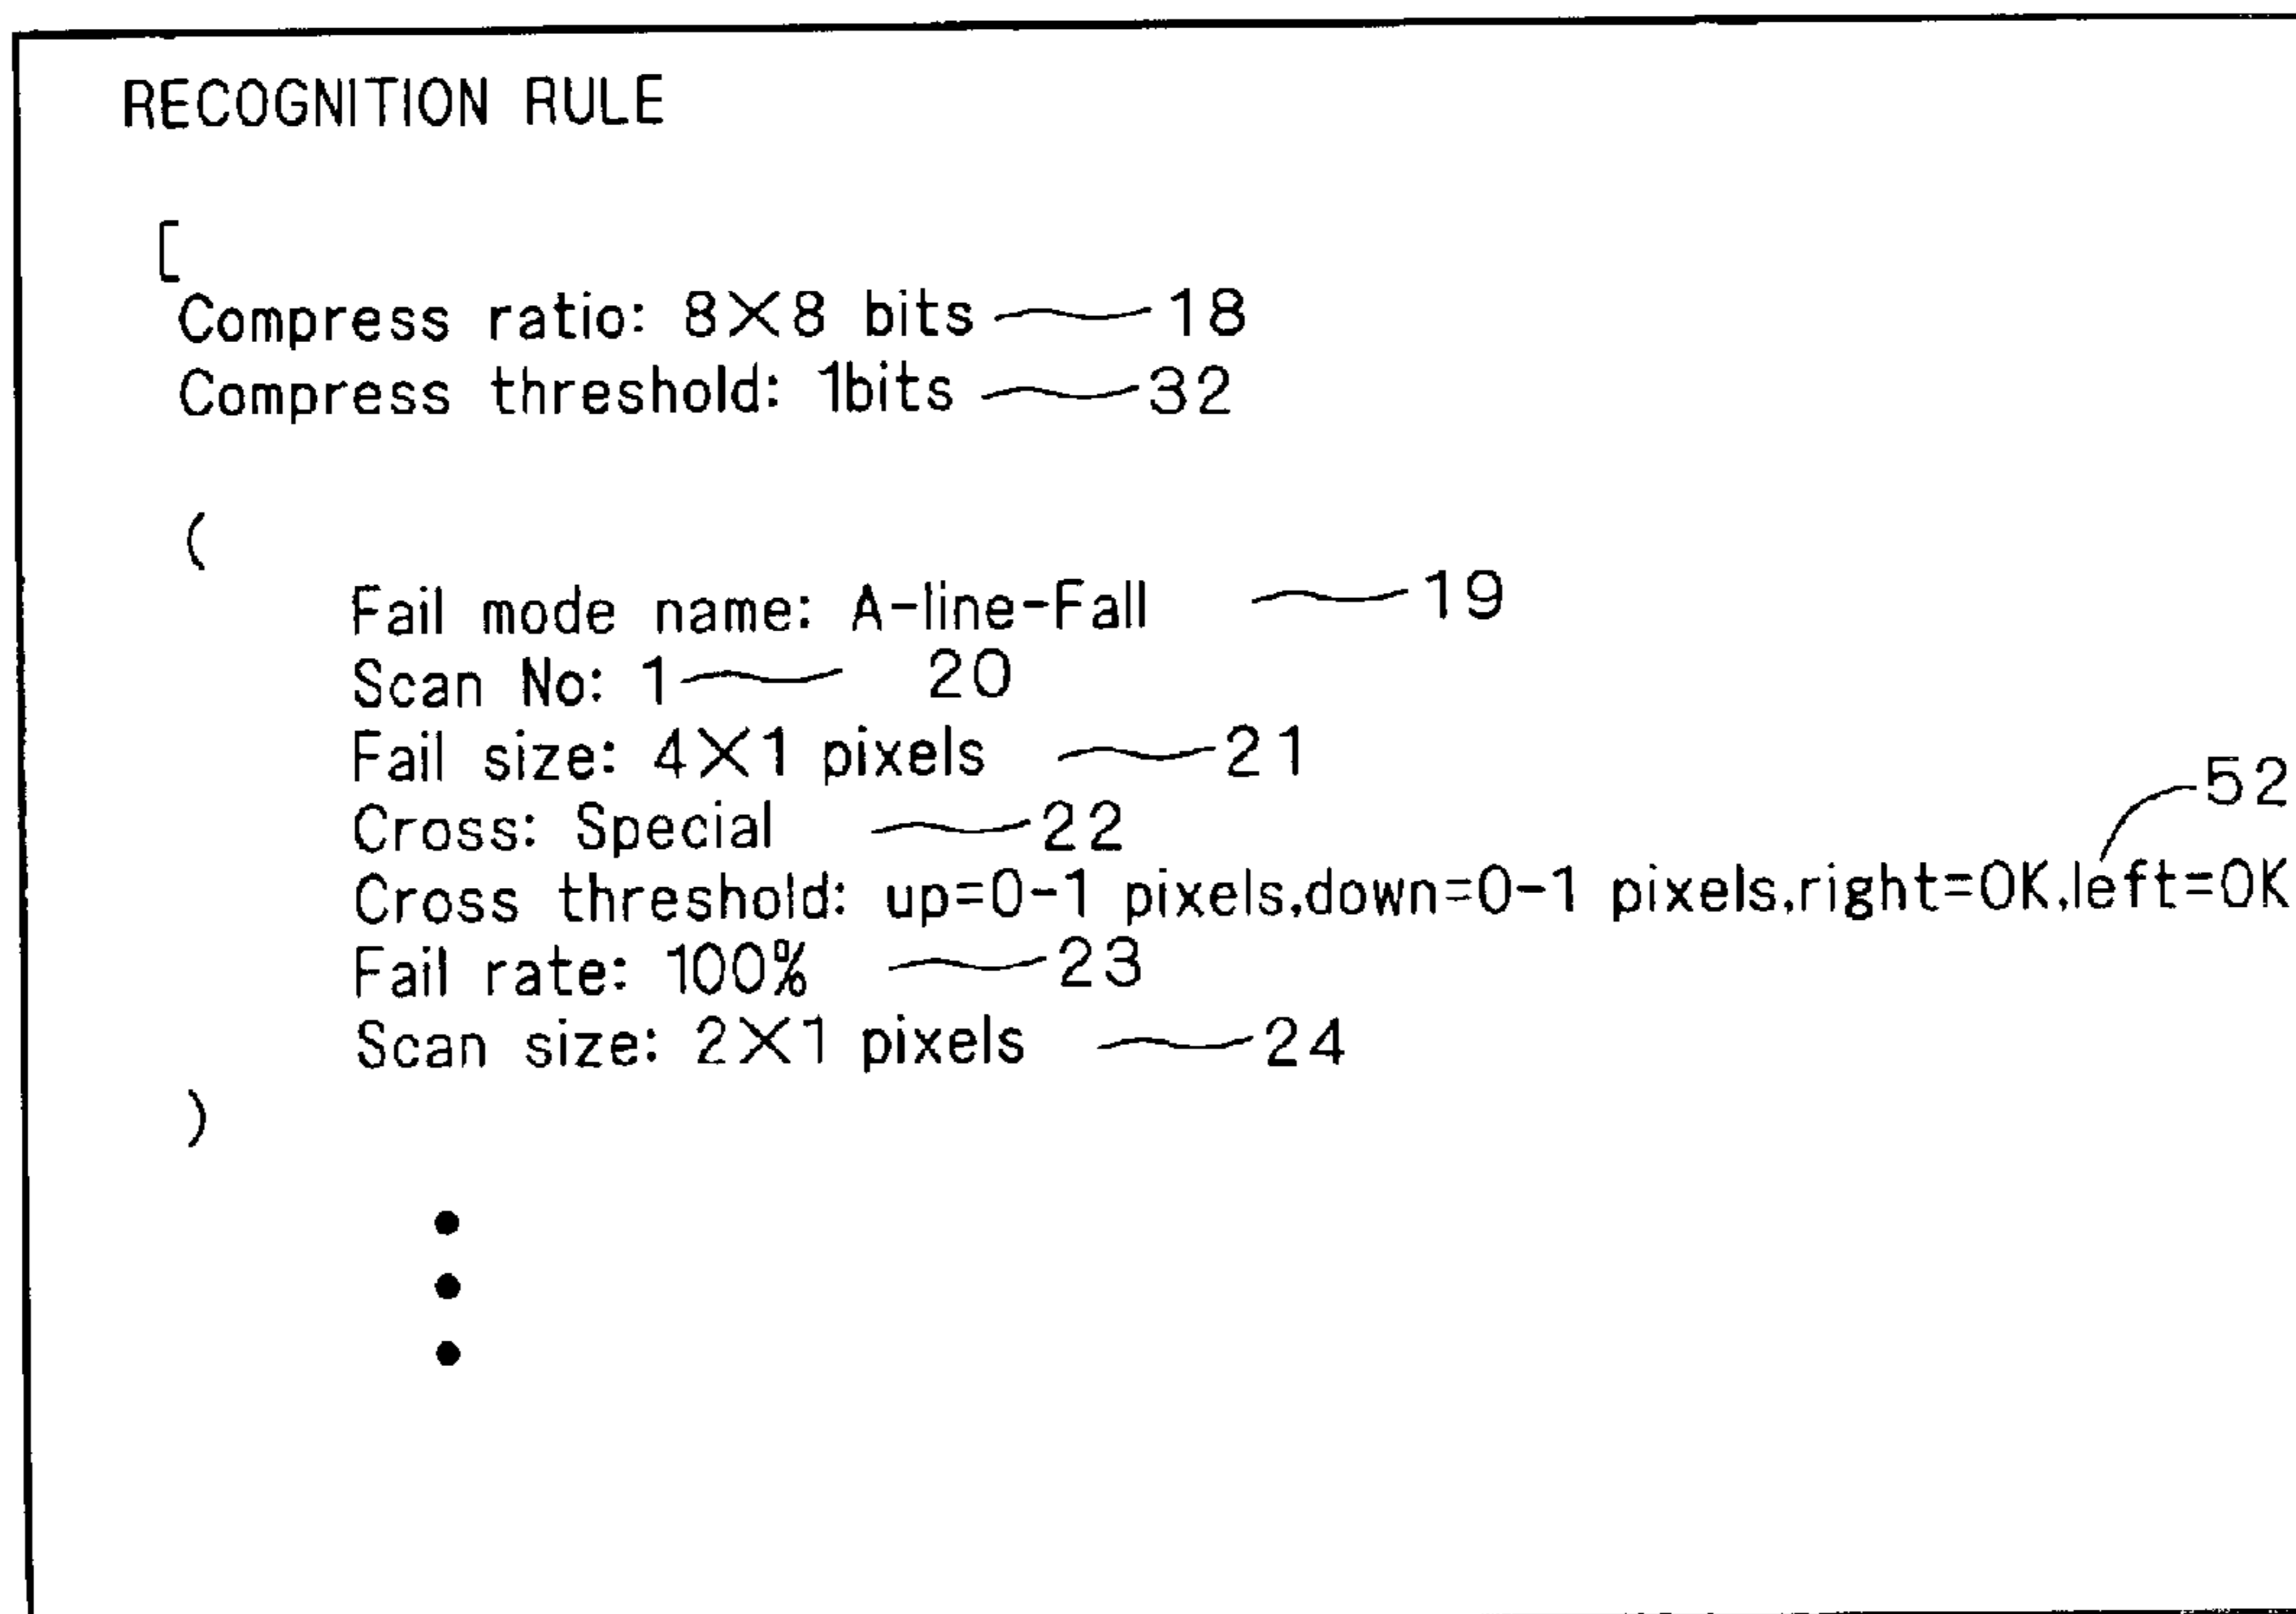 RECOGNITION RULE
[
Compress ratio: 8×8 bits 18
Compress threshold: 1bits 32
(
Fail mode name: A-line-Fall 19
Scan No: 1 20
Fail size: 4×1 pixels 21
Cross: Special 22
52
Cross threshold: up=0-1 pixels,down=0-1 pixels,right=OK,left=OK
Fail rate: 100% 23
Scan size: 2×1 pixels 24
)